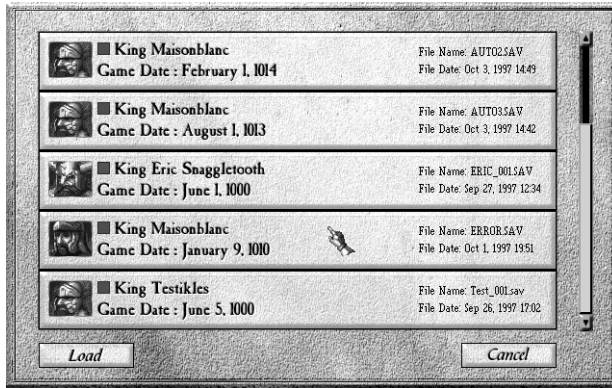 King Maisonblanc
Game Date : February 1, 1014
File Name: AUTO2.SAV
File Date: Oct 3, 1997 14:49
King Maisonblanc
Game Date : August 1, 1013
File Name: AUTO3.SAV
File Date: Oct 3, 1997 14:42
King Eric Snaggletooth
Game Date : June 1, 1000
File Name: ERIC_001.SAV
File Date: Sep 27, 1997 12:34
King Maisonblanc
Game Date : January 9, 1010
File Name: ERROR.SAV
File Date: Oct 1, 1997 19:51
King Testikles
Game Date : June 5, 1000
File Name: Test_001.sav
File Date: Sep 26, 1997 17:02
Load
Cancel